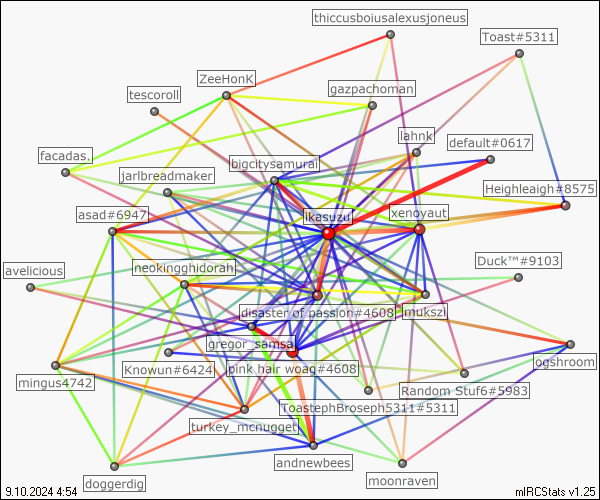 thiccusboiusalexusjoneus
Toast#5311
ZeeHonK
gazpachoman
tescoroll
lahnk
default#0617
facadas.
bigcitysamurai
jarlbreadmaker
Heighleaigh#8575
asad#6947
ikasuzu
xenoyaut
Duck™#9103
avelicious
neokingghidorah
disaster of passion#4608
mukszi
gregor_samsa
ogshroom
Knowun#6424
pink hair woag#4608
Random Stuf6#5983
mingus4742
ToastephBroseph5311#5311
turkey_mcnugget
andnewbees
doggerdig
moonraven
9.10.2024 4:54
mIRCStats v1.25